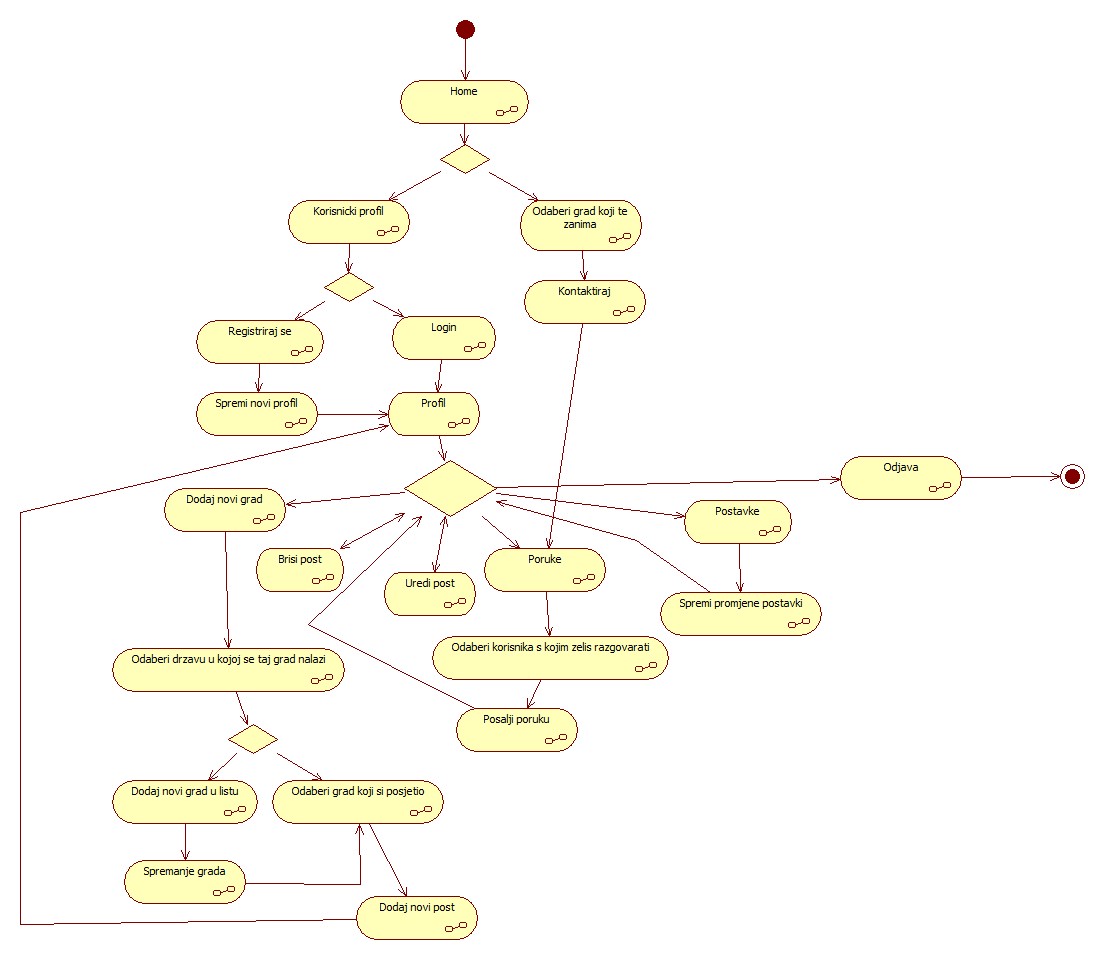 Home
Korisnicki profil
Odaberi grad koji te
zanima
Kontaktiraj
Registriraj se
Login
Spremi novi profil
Profil
Odjava
Dodaj novi grad
Postavke
Brisi post
Uredi post
Poruke
Spremi promjene postavki
Odaberi korisnika s kojim zelis razgovarati
Odaberi drzavu u kojoj se taj grad nalazi
Posalji poruku
Dodaj novi grad u listu
Odaberi grad koji si posjetio
Spremanje grada
Dodaj novi post